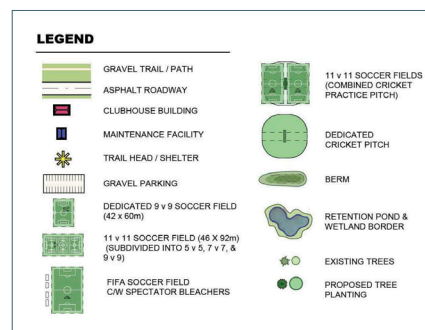 LEGEND
GRAVEL TRAIL / PATH
ASPHALT ROADWAY
CLUBHOUSE BUILDING
MAINTENANCE FACILITY
TRAIL HEAD / SHELTER
GRAVEL PARKING
DEDICATED 9 v 9 SOCCER FIELD
(42 x 60m)
11 v 11 SOCCER FIELD (46 X 92m)
(SUBDIVIDED INTO 5 v 5, 7 v 7, &
9 v 9)
FIFA SOCCER FIELD
C/W SPECTATOR BLEACHERS
11 v 11 SOCCER FIELDS
(COMBINED CRICKET
PRACTICE PITCH)
DEDICATED
CRICKET PITCH
BERM
RETENTION POND &
WETLAND BORDER
EXISTING TREES
PROPOSED TREE
PLANTING